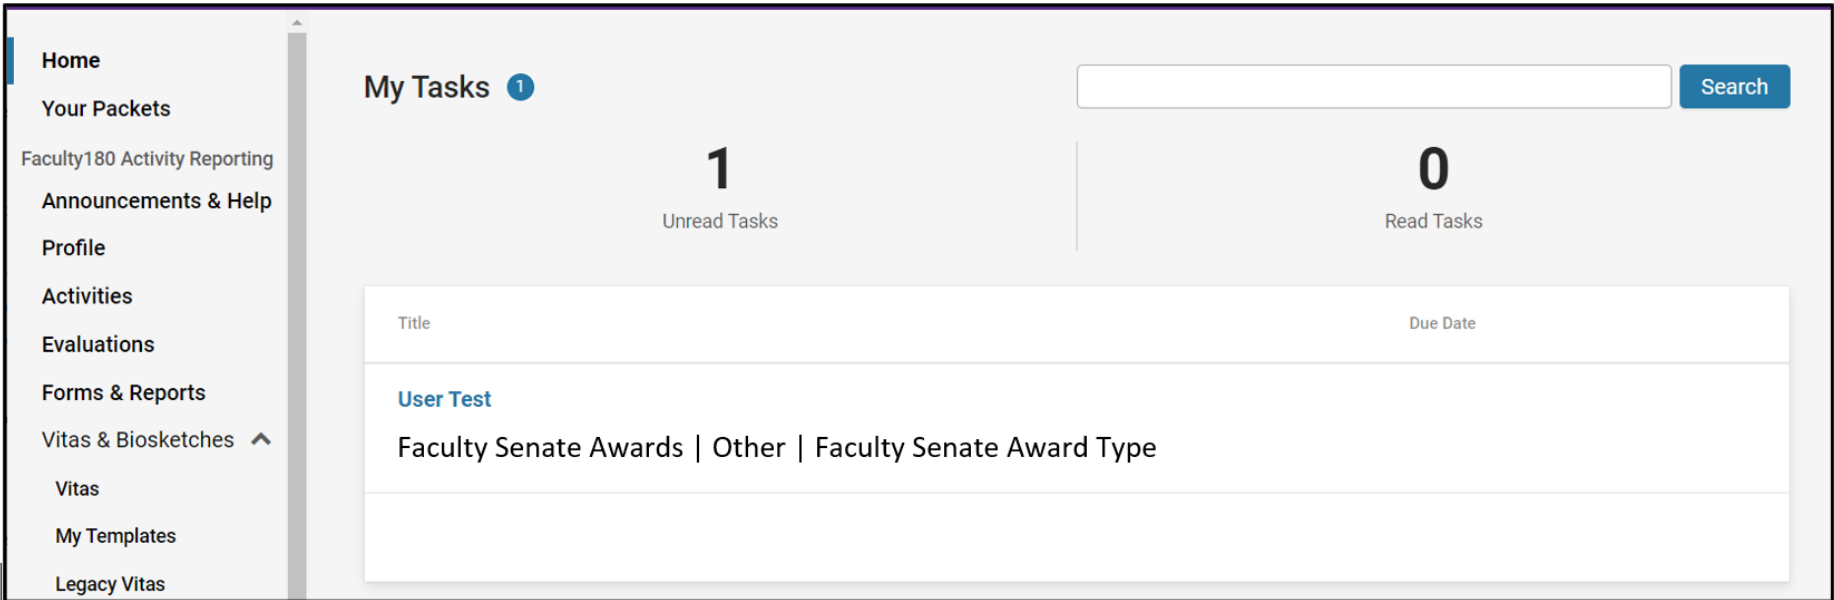 Home
Your Packets
Faculty180 Activity Reporting
Announcements & Help
Profile
Activities
Evaluations
Forms & Reports
Vitas & Biosketches
Vitas
My Templates
Legacy Vitas
My Tasks 1
Search
1
Unread Tasks
0
Read Tasks
Title Due Date
User Test
Faculty Senate Awards | Other | Faculty Senate Award Type